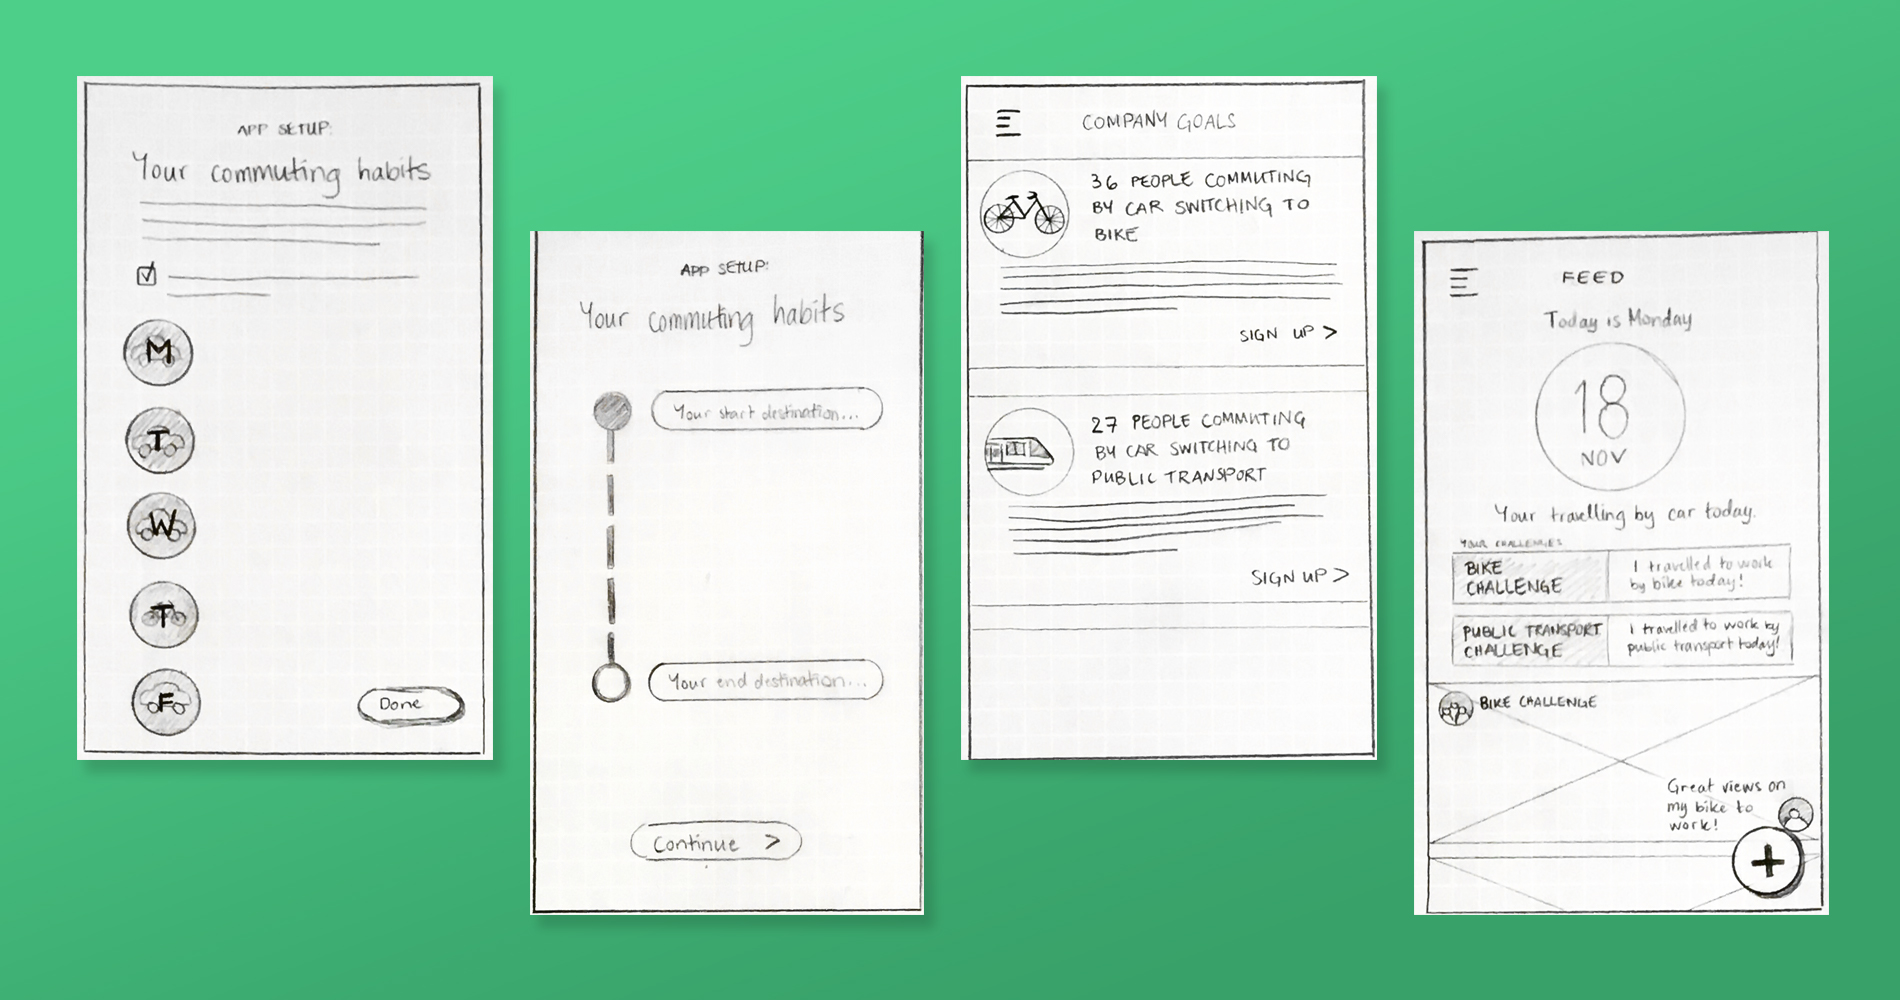 APP SETUP:
Your commuting habits
M
T
W
T
F
Done
APP SETUP:
Your commuting habits
Your start destination...
Your end destination...
Continue >
COMPANY GOALS
36 PEOPLE COMMUTING
BY CAR SWITCHING TO
BIKE
SIGN UP >
27 PEOPLE COMMUTING
BY CAR SWITCHING TO
PUBLIC TRANSPORT
SIGN UP >
FEED
Today is Monday
18
NOV
Your travelling by car today.
YOUR CHALLENGES
BIKE
CHALLENGE
I travelled to work
by bike today!
PUBLIC TRANSPORT
CHALLENGE
I travelled to work by
public transport today!
BIKE CHALLENGE
Great views on
my bike to
work!
+